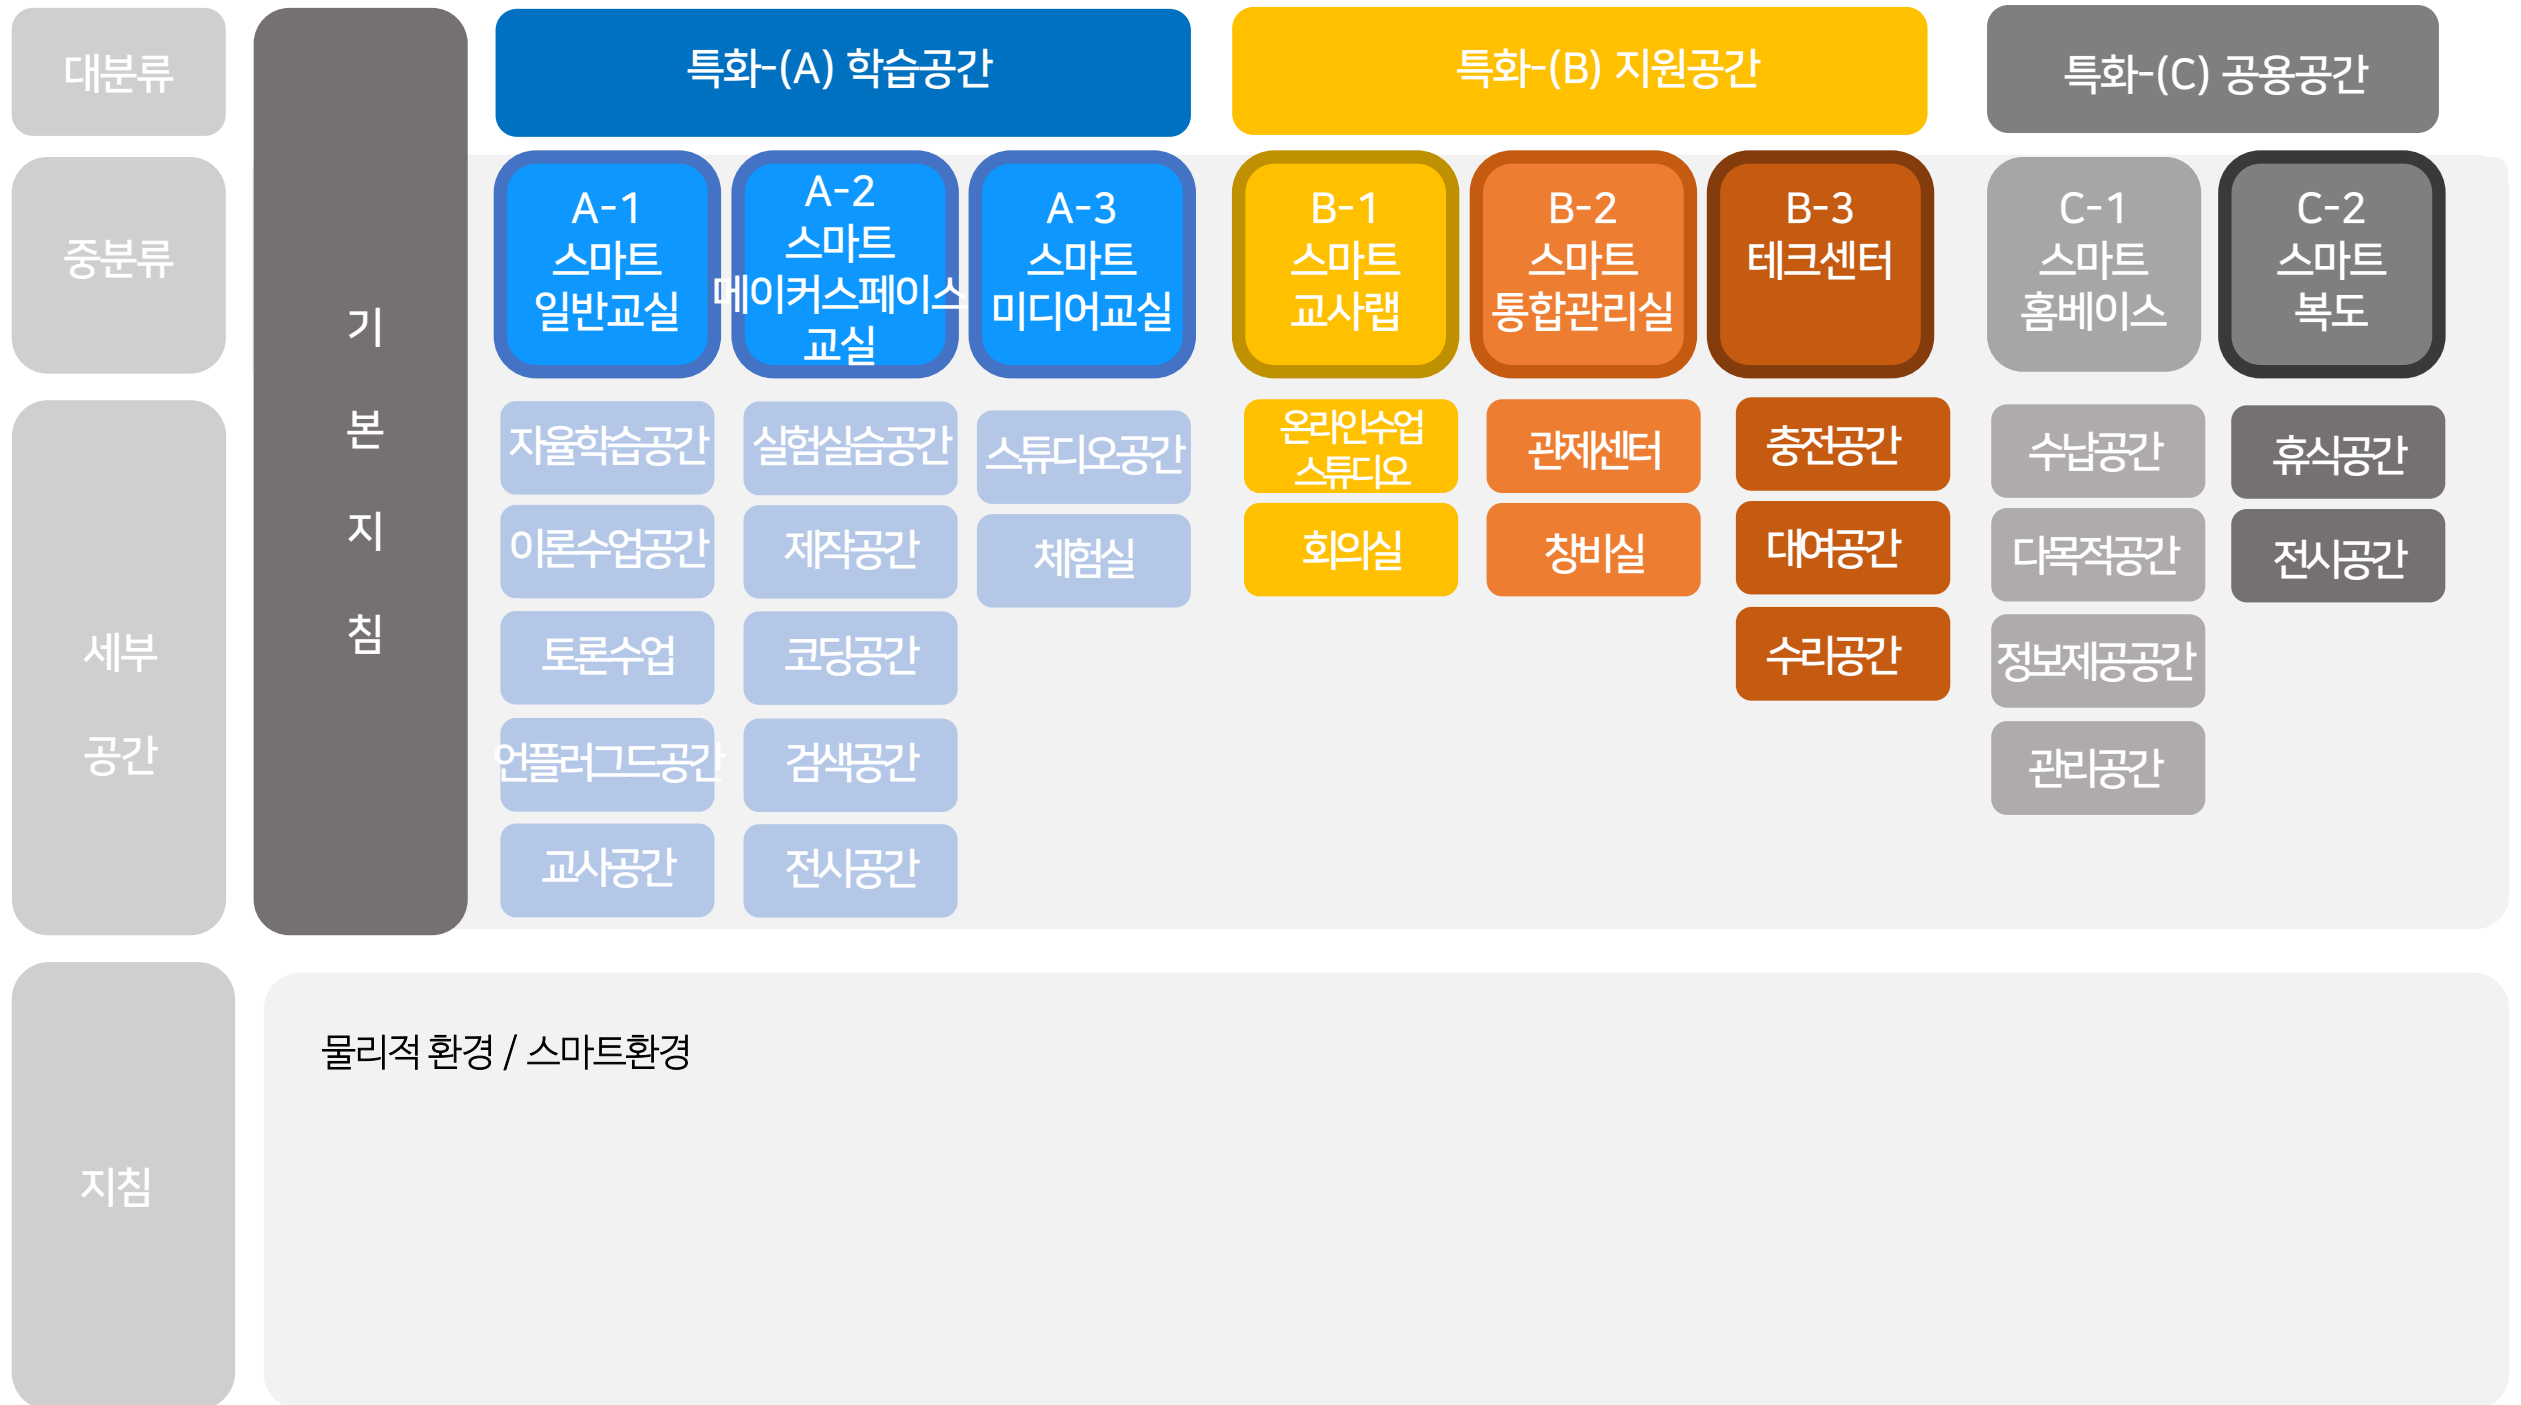 대분류
특화-(A) 학습공간
특화-(B) 지원공간
특화-(C) 공용공간
중분류
기
본
지
침
A-1
스마트
일반교실
A-2
스마트
메이커스페이스
교실
A-3
스마트
미디어교실
B-1
스마트
교사랩
B-2
스마트
통합관리실
B-3
테크센터
C-1
스마트
홈베이스
C-2
스마트
복도
세부
공간
자율학습공간
이론수업공간
토론수업
언플러그드공간
교사공간
실험실습공간
제작공간
코딩공간
검색공간
전시공간
스튜디오공간
체험실
온라인수업
스튜디오
회의실
관제센터
장비실
충전공간
대여공간
수리공간
수납공간
다목적공간
정보제공공간
관리공간
휴식공간
전시공간
지침
물리적 환경 / 스마트환경